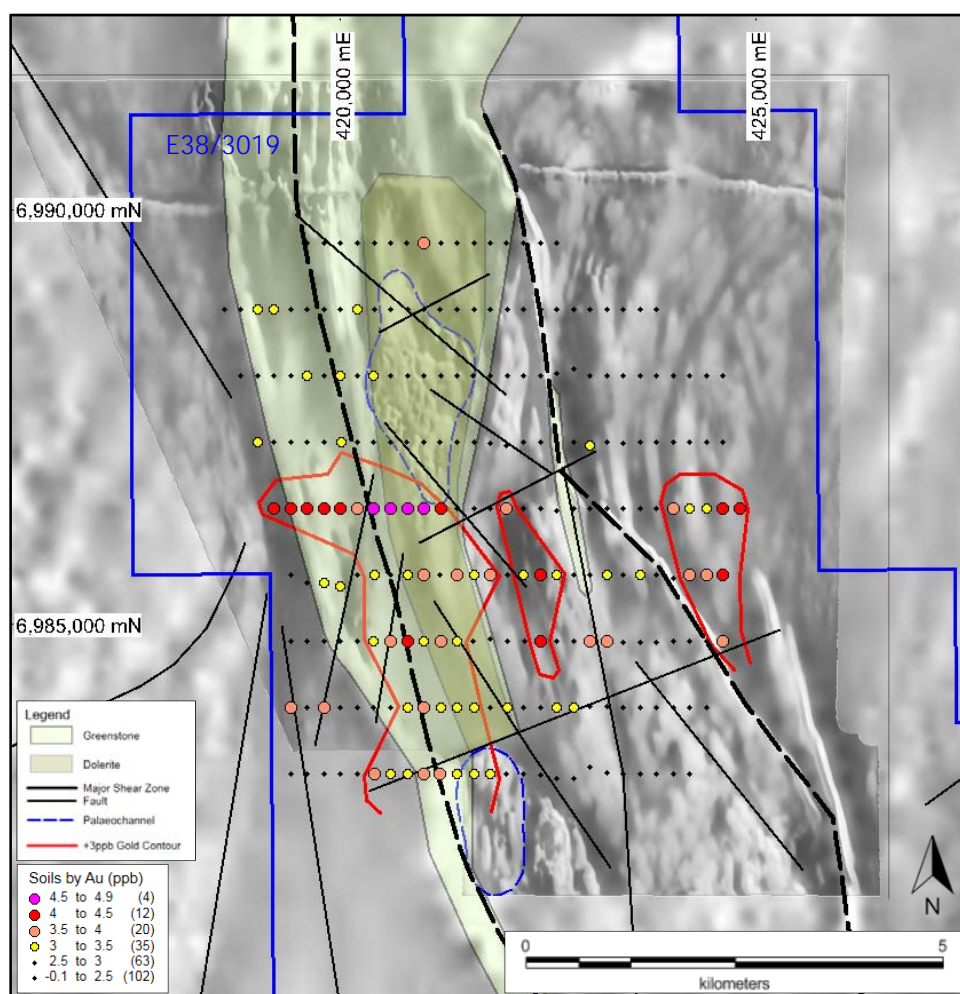 420,000 mE
425,000 mE
E38/3019
6,990,000 mN
6,985,000 mN
Legend
Greenstone
Dolerite
Major Shear Zone
Fault
Palaeochannel
+3ppb Gold Contour
Soils by Au (ppb)
4.5 to 4.9 (4)
4 to 4.5 (12)
3.5 to 4 (20)
3 to 3.5 (35)
2.5 to 3 (63)
-0.1 to 2.5 (102)
N
0 5
kilometers